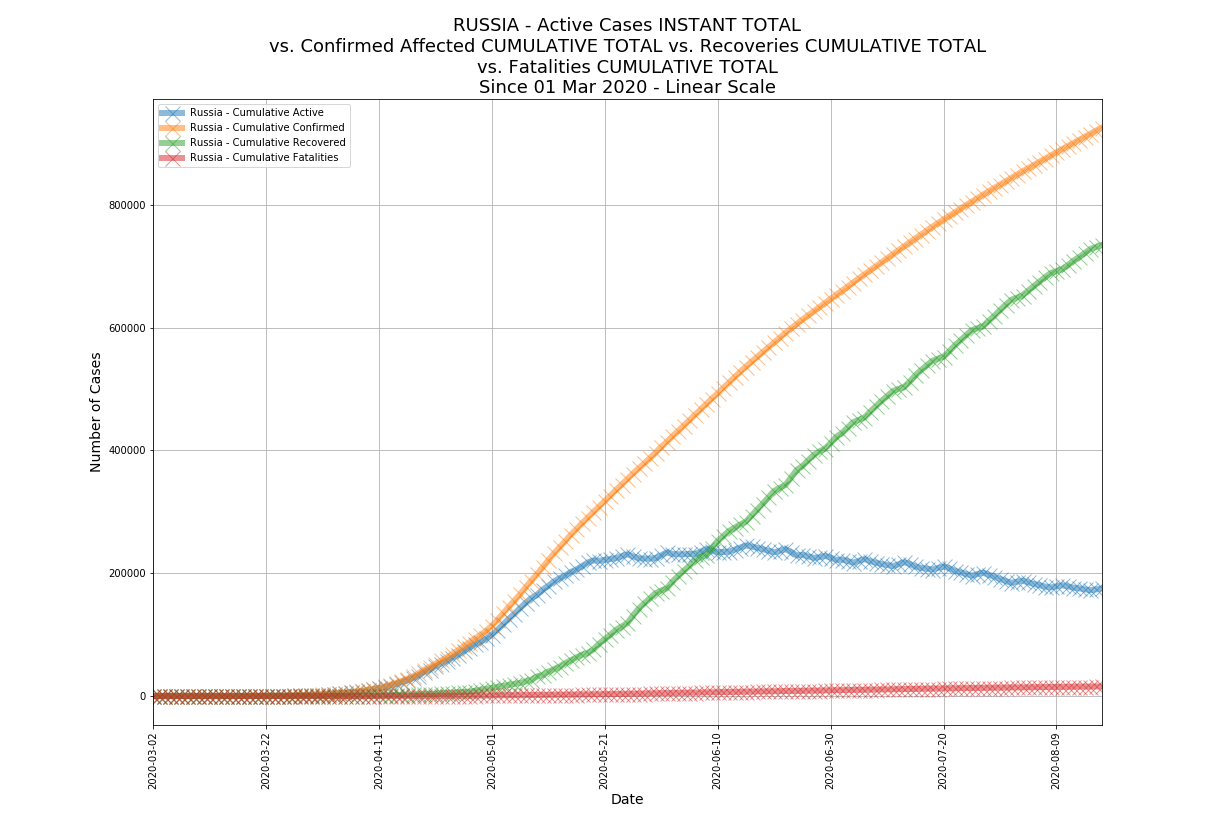 RUSSIA - Active Cases INSTANT TOTAL
vs. Confirmed Affected CUMULATIVE TOTAL vs. Recoveries CUMULATIVE TOTAL
vs. Fatalities CUMULATIVE TOTAL
Since 01 Mar 2020 - Linear Scale
Russia - Cumulative Active
Russia - Cumulative Confirmed
Russia - Cumulative Recovered
Russia - Cumulative Fatalities
Number of Cases
800000
600000
400000
200000
0
2020-03-02
2020-03-22
2020-04-11
2020-05-01
2020-05-21
2020-06-10
2020-06-30
2020-07-20
2020-08-09
Date